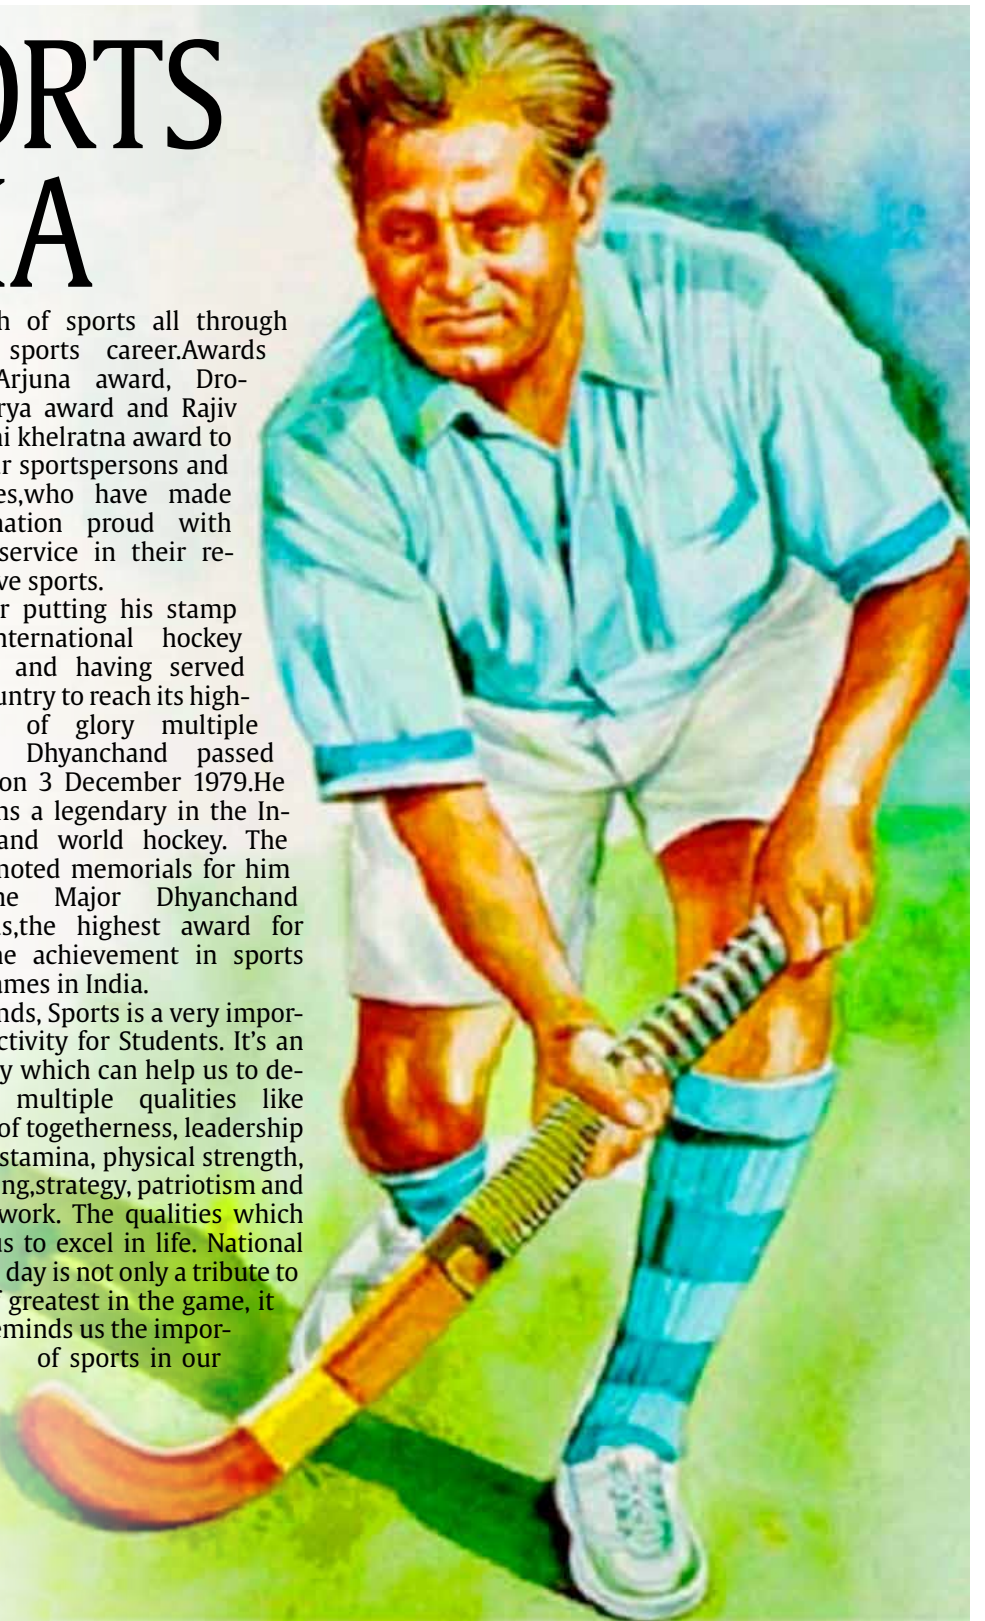 ORTS
A
h of sports all through
sports career.Awards
Arjuna award, Dro-
rya award and Rajiv
ni khelratna award to
r sportspersons and
es,who have made
nation proud with
service in their re-
ve sports.
r putting his stamp
nternational hockey
and having served
untry to reach its high-
of glory multiple
Dhyanchand passed
on 3 December 1979.He
ns a legendary in the In-
and world hockey. The
noted memorials for him
he Major Dhyanchand
s,the highest award for
ne achievement in sports
ames in India.
nds, Sports is a very impor-
ctivity for Students. It’s an
y which can help us to de-
multiple qualities like
of togetherness, leadership
stamina, physical strength,
ng,strategy, patriotism and
work. The qualities which
us to excel in life. National
day is not only a tribute to
f greatest in the game, it
eminds us the impor-
of sports in our